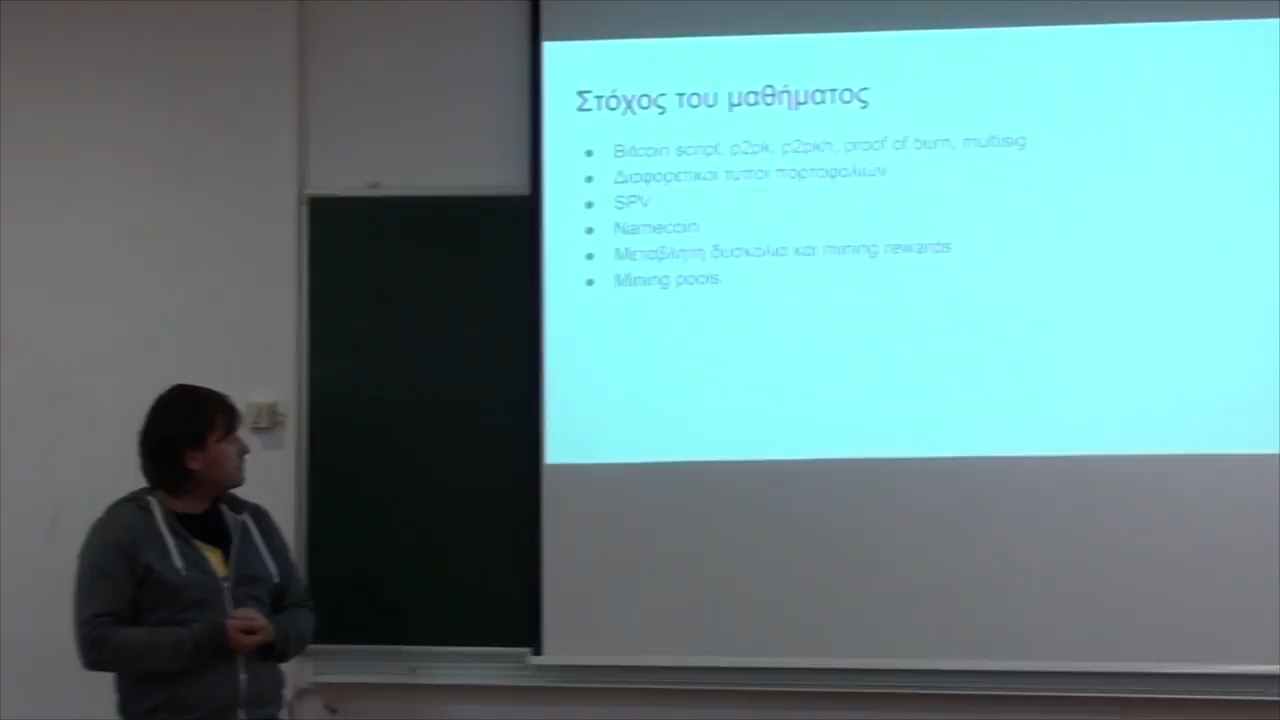 Στόχος του μαθήματος
Bitcoin script, p2pk, p2pkh, proof of burn, multisig
Διαφορετικοί τύποι πορτοφολιών
SPV
Namecoin
Μεταβλητή δυσκολία και mining rewards
Mining pools